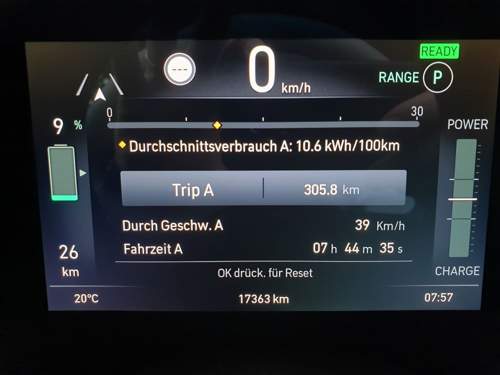 READY
--- 0 km/h RANGE P
0 30
9 % POWER
Durchschnittsverbrauch A: 10.6 kWh/100km
Trip A 305.8 km
Durch Geschw. A 39 Km/h
Fahrzeit A 07 h 44 m 35 s
26 km
OK drück. für Reset
CHARGE
20°C 17363 km 07:57